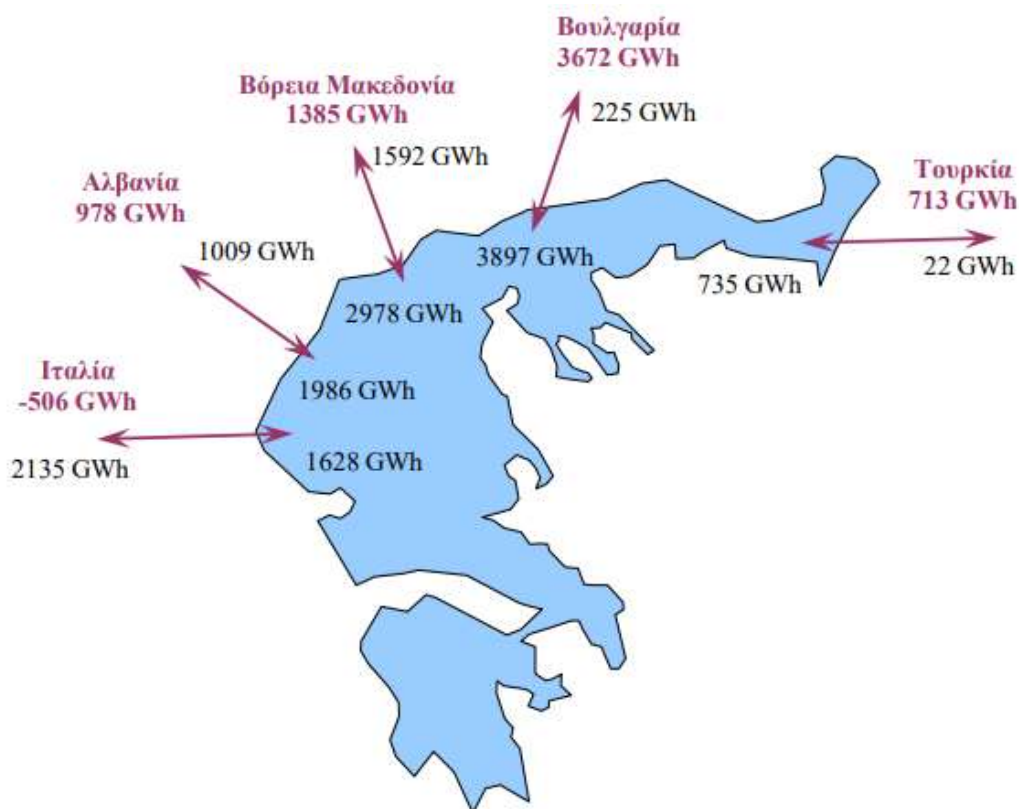 Βουλγαρία
3672 GWh
225 GWh
Βόρεια Μακεδονία
1385 GWh
1592 GWh
Αλβανία
978 GWh
1009 GWh
Τουρκία
713 GWh
22 GWh
735 GWh
3897 GWh
2978 GWh
1986 GWh
Ιταλία
-506 GWh
2135 GWh
1628 GWh